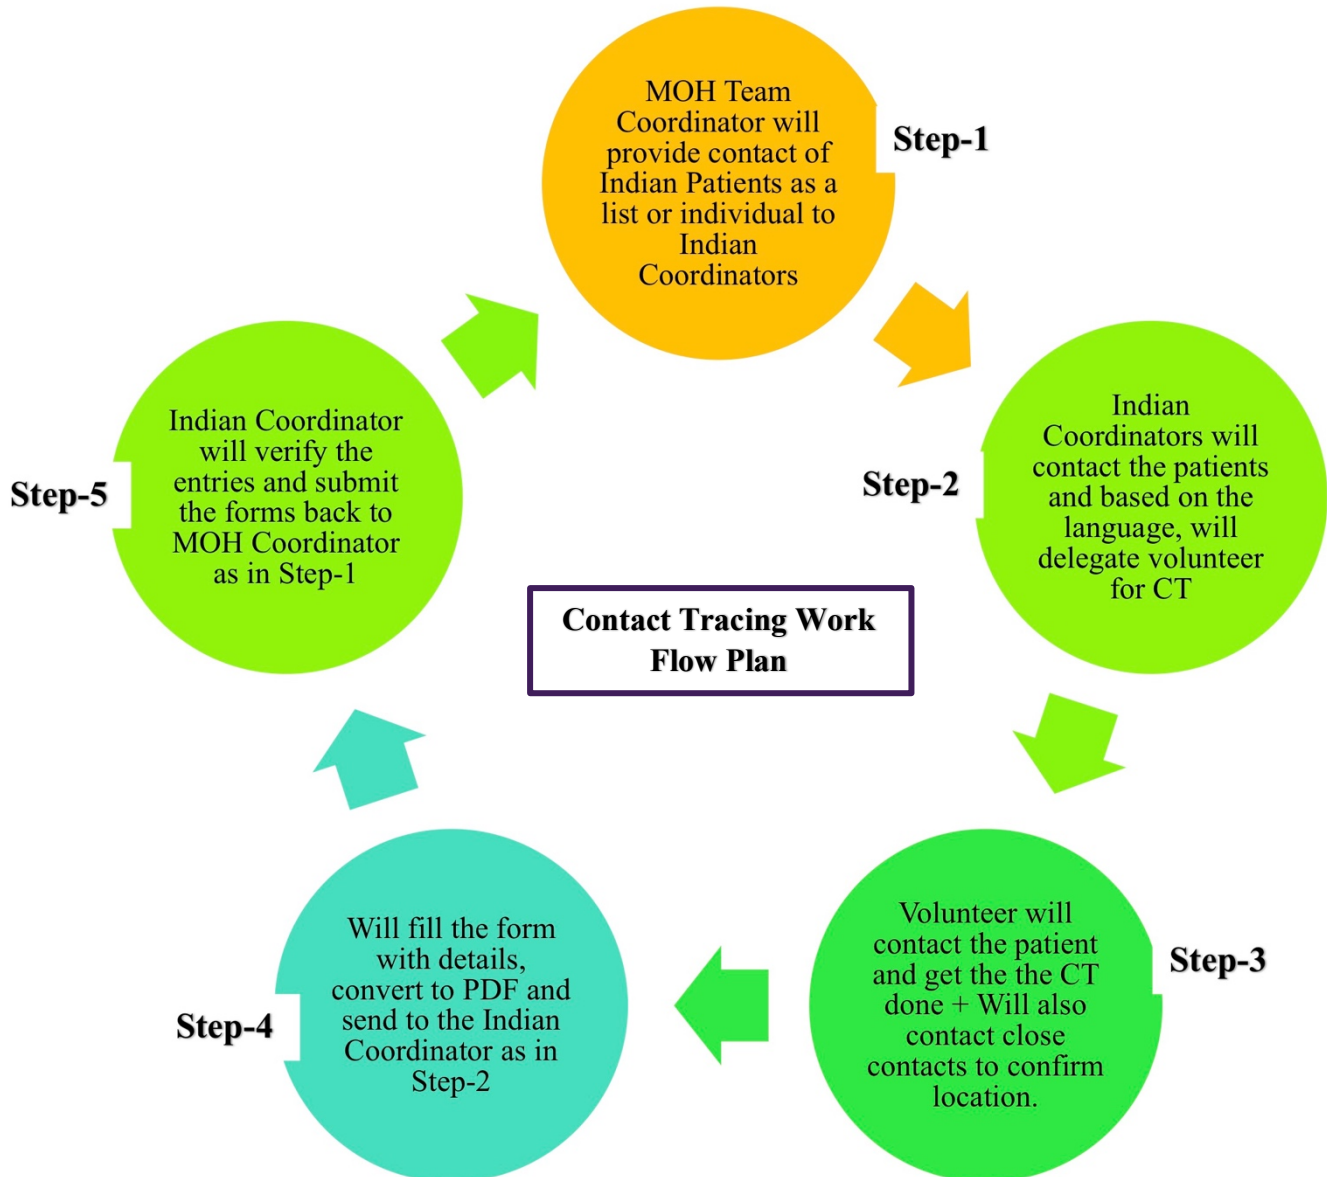 MOH Team
Coordinator will
provide contact of
Indian Patients as a
list or individual to
Indian
Coordinators
Step-1
Indian
Coordinators will
contact the patients
and based on the
language, will
delegate volunteer
for CT
Step-2
Volunteer will
contact the patient
and get the the CT
done + Will also
contact close
contacts to confirm
location.
Step-3
Will fill the form
with details,
convert to PDF and
send to the Indian
Coordinator as in
Step-2
Step-4
Indian Coordinator
will verify the
entries and submit
the forms back to
MOH Coordinator
as in Step-1
Step-5
Contact Tracing Work
Flow Plan